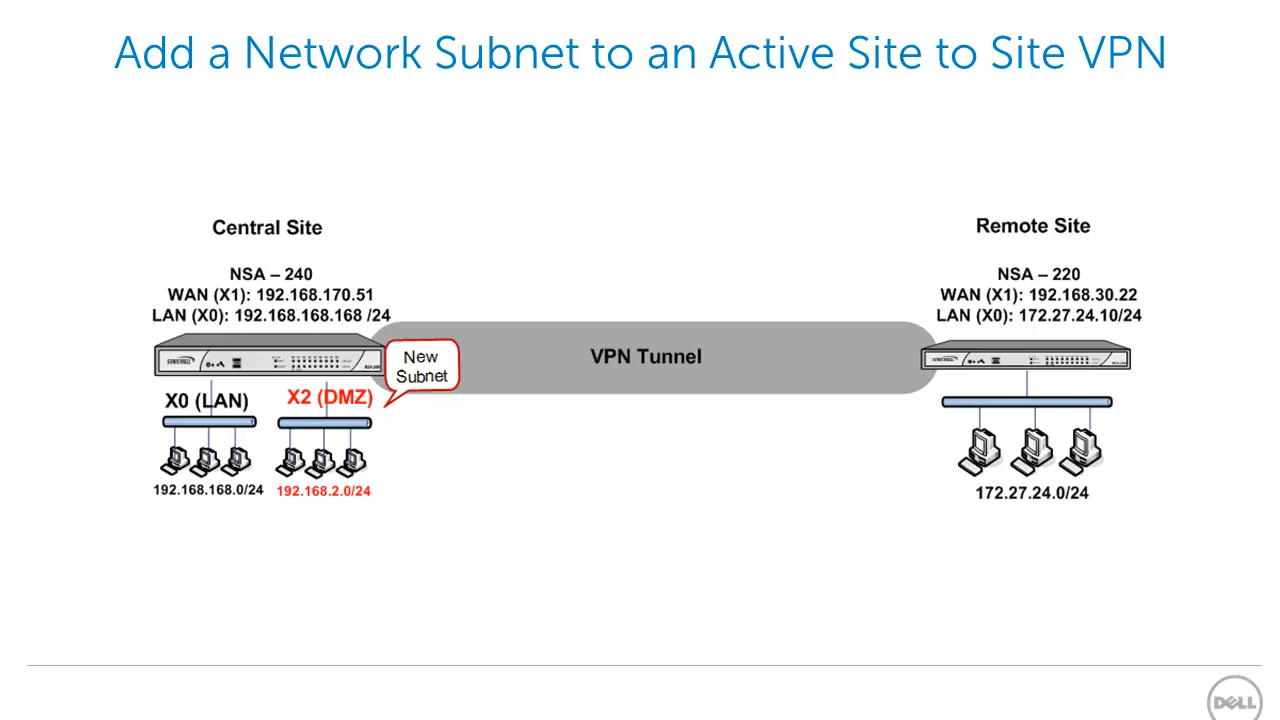 Add a Network Subnet to an Active Site to Site VPN
Central Site
NSA – 240
WAN (X1): 192.168.170.51
LAN (X0): 192.168.168.168 /24
Remote Site
NSA – 220
WAN (X1): 192.168.30.22
LAN (X0): 172.27.24.10/24
SONICWALL
New
Subnet
VPN Tunnel
X0 (LAN)
X2 (DMZ)
192.168.168.0/24
192.168.2.0/24
172.27.24.0/24
DELL